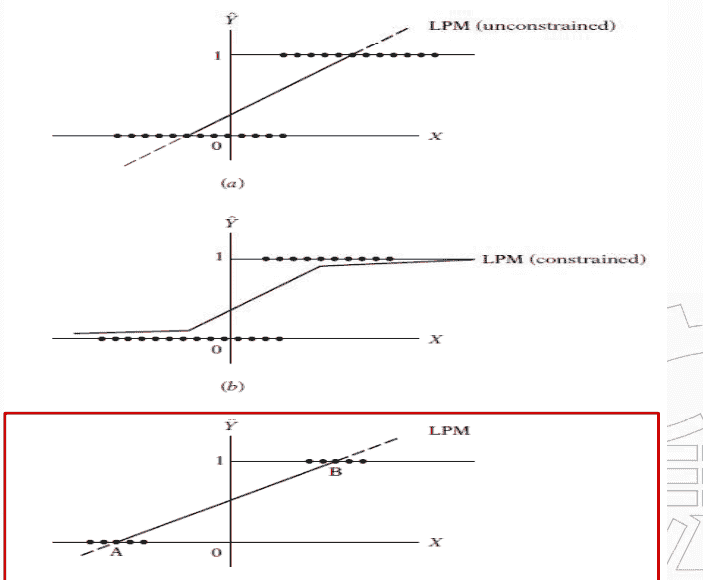 Ŷ
LPM (unconstrained)
1
0
X
(a)
Ŷ
1
LPM (constrained)
0
X
(b)
Ŷ
LPM
1
B
A
0
X